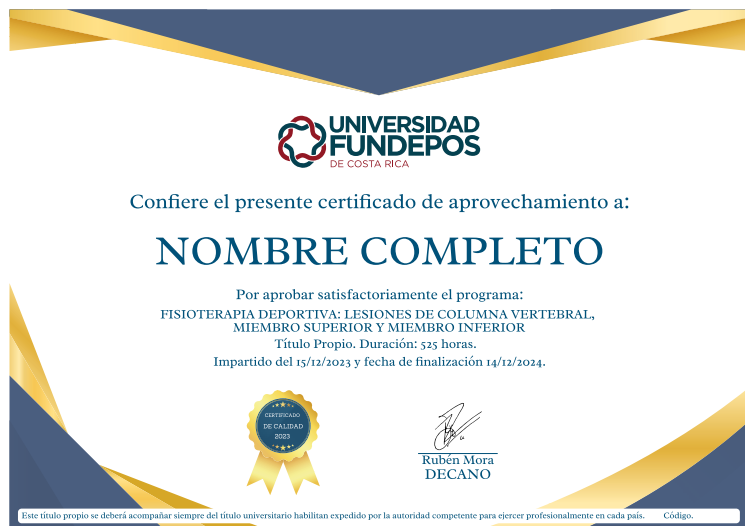 UNIVERSIDAD
FUNDEPOS
DE COSTA RICA
Confiere el presente certificado de aprovechamiento a:
NOMBRE COMPLETO
Por aprobar satisfactoriamente el programa:
FISIOTERAPIA DEPORTIVA: LESIONES DE COLUMNA VERTEBRAL,
MIEMBRO SUPERIOR Y MIEMBRO INFERIOR
Título Propio. Duración: 525 horas.
Impartido del 15/12/2023 y fecha de finalización 14/12/2024.
CERTIFICADO
DE CALIDAD
2023
Rubén Mora
DECANO
Este título propio se deberá acompañar siempre del título universitario habilitan expedido por la autoridad competente para ejercer profesionalmente en cada país. Código.